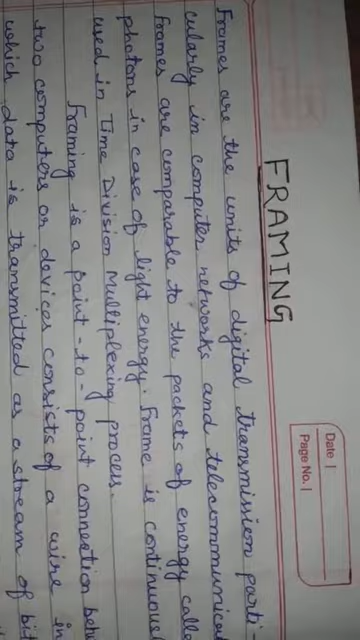 Date |
Page No. |
FRAMING
Frames are the units of digital transmission parti-
cularly in computer networks and telecommunicat
Frames are comparable to the packets of energy calle
photons in case of light energy. Frame is continuousl
used in Time Division Multiplexing process.
Framing is a point-to-point connection betw
two computers or devices consists of a wire in
which data is transmitted as a stream of bit